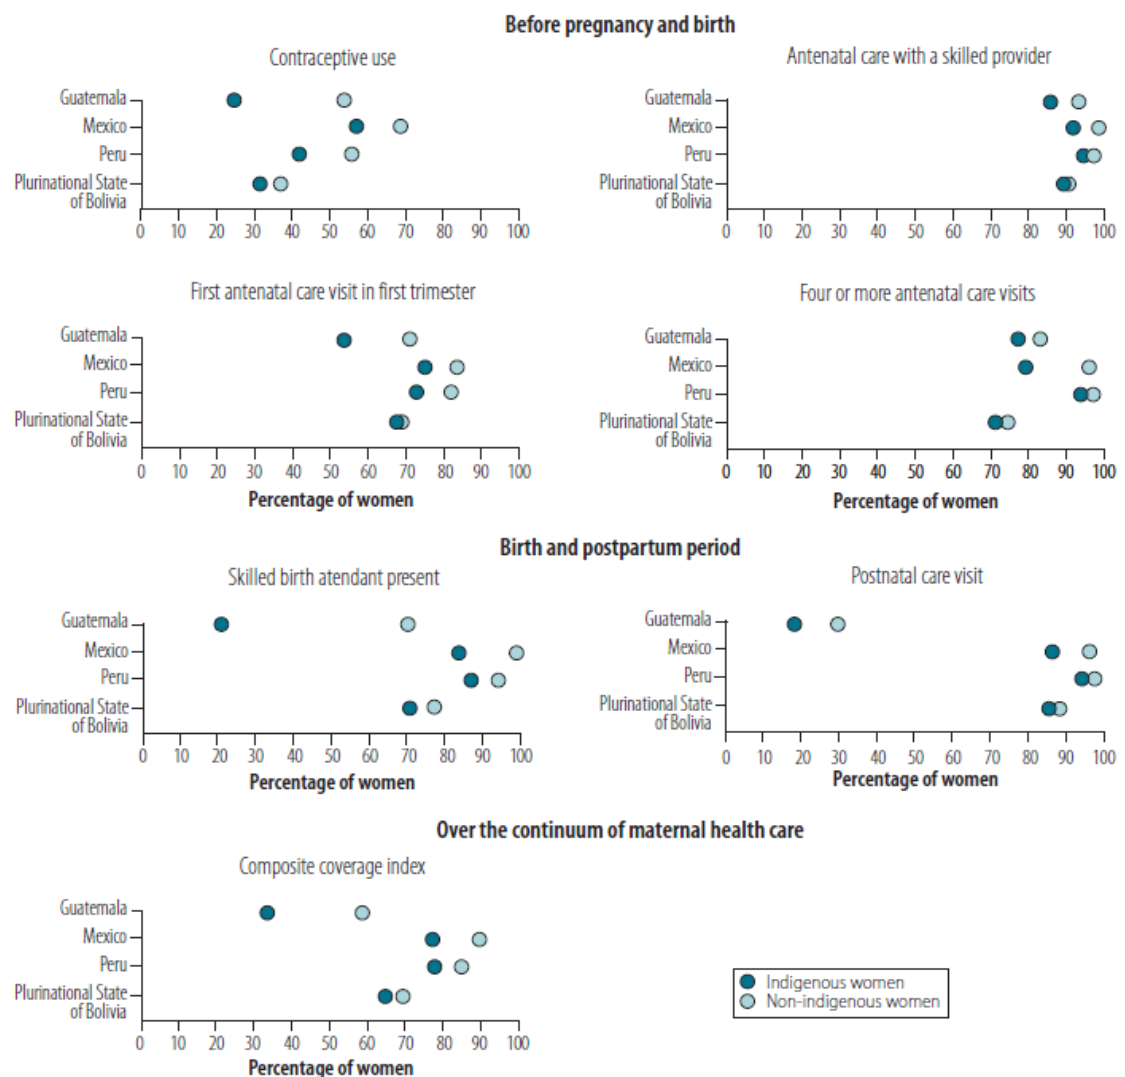 Before pregnancy and birth
Contraceptive use
Guatemala
Mexico
Peru
Plurinational State
of Bolivia
0 10 20 30 40 50 60 70 80 90 100
Antenatal care with a skilled provider
Guatemala
Mexico
Peru
Plurinational State
of Bolivia
0 10 20 30 40 50 60 70 80 90 100
First antenatal care visit in first trimester
Guatemala
Mexico
Peru
Plurinational State
of Bolivia
0 10 20 30 40 50 60 70 80 90 100
Percentage of women
Four or more antenatal care visits
Guatemala
Mexico
Peru
Plurinational State
of Bolivia
0 10 20 30 40 50 60 70 80 90 100
Percentage of women
Birth and postpartum period
Skilled birth atendant present
Guatemala
Mexico
Peru
Plurinational State
of Bolivia
0 10 20 30 40 50 60 70 80 90 100
Percentage of women
Postnatal care visit
Guatemala
Mexico
Peru
Plurinational State
of Bolivia
0 10 20 30 40 50 60 70 80 90 100
Percentage of women
Over the continuum of maternal health care
Composite coverage index
Guatemala
Mexico
Peru
Plurinational State
of Bolivia
0 10 20 30 40 50 60 70 80 90 100
Percentage of women
Indigenous women
Non-indigenous women